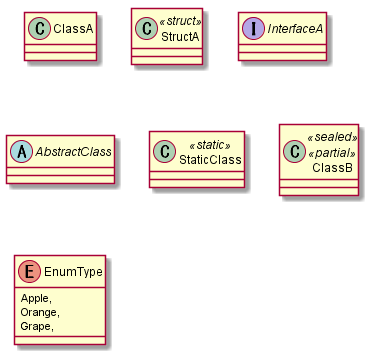 C ClassA
«struct»
C StructA
I InterfaceA
A AbstractClass
«static»
C StaticClass
«sealed»
«partial»
C ClassB
E EnumType
Apple,
Orange,
Grape,